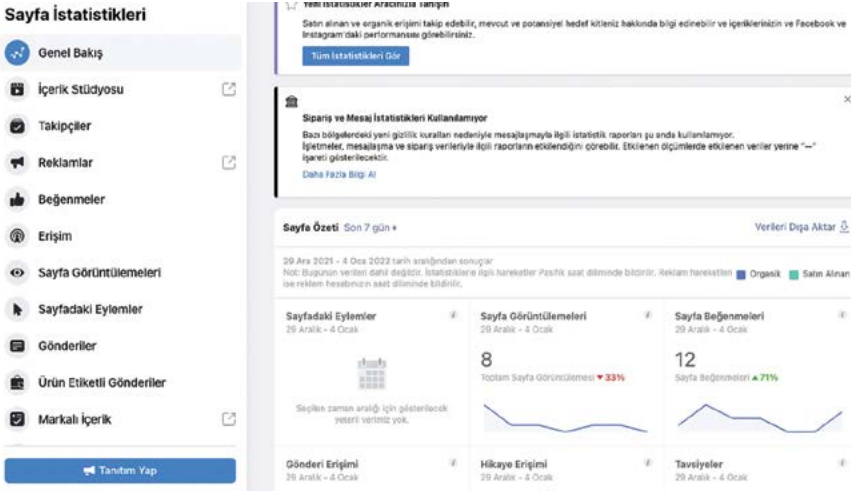 Sayfa İstatistikleri
Genel Bakış
İçerik Stüdyosu
Takipçiler
Reklamlar
Beğenmeler
Erişim
Sayfa Görüntülemeleri
Sayfadaki Eylemler
Gönderiler
Ürün Etiketli Gönderiler
Markalı İçerik
Tanıtım Yap
Yeni İstatistikler Aracınızla Tanışın
Satın alınan ve organik erişimi takip edebilir, mevcut ve potansiyel hedef kitleniz hakkında bilgi edinebilir ve içeriklerinizin ve Facebook ve
Instagram'daki performansını görebilirsiniz.
Tüm İstatistikleri Gör
Sipariş ve Mesaj İstatistikleri Kullanılamıyor
Bazı bölgelerdeki yeni gizlilik kuralları nedeniyle mesajlaşmayla ilgili istatistik raporları şu anda kullanılamıyor.
İşletmeler, mesajlaşma ve sipariş verileriyle ilgili raporların etkilendiğini görebilir. Etkilenen ölçümlerde etkilenen veriler yerine "—"
işareti gösterilecektir.
Daha Fazla Bilgi Al
Sayfa Özeti Son 7 gün
Verileri Dışa Aktar
29 Ara 2021 - 4 Oca 2022 tarih aralığından sonuçlar
Not: Bugünün verileri dahil değildir. İstatistiklerle ilgili hareketler Pasifik saat diliminde bildirilir. Reklam hareketleri
ise reklam hesabınızın saat diliminde bildirilir.
Organik
Satın Alınan
Sayfadaki Eylemler
29 Aralık - 4 Ocak
Seçilen zaman aralığı için gösterilecek
yeterli verimiz yok.
Sayfa Görüntülemeleri
29 Aralık - 4 Ocak
8
Toplam Sayfa Görüntülemesi ▼33%
Sayfa Beğenmeleri
29 Aralık - 4 Ocak
12
Sayfa Beğenmeleri ▲71%
Gönderi Erişimi
29 Aralık - 4 Ocak
Hikaye Erişimi
29 Aralık - 4 Ocak
Tavsiyeler
29 Aralık - 4 Ocak